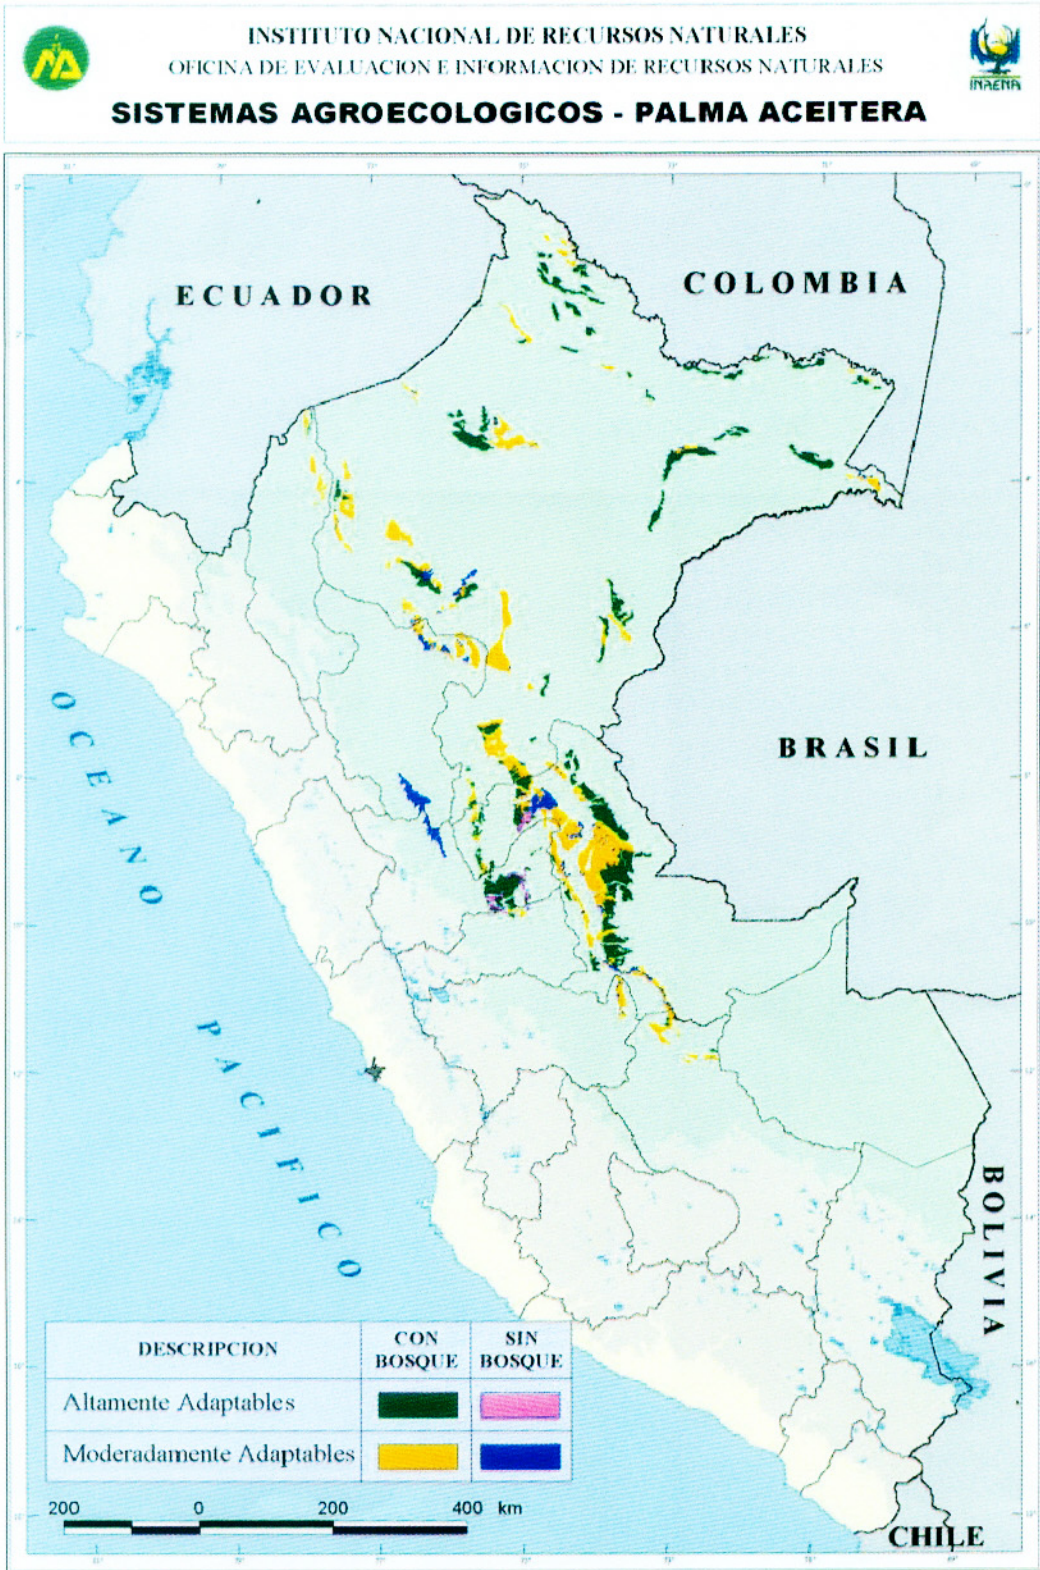 INSTITUTO NACIONAL DE RECURSOS NATURALES
OFICINA DE EVALUACION E INFORMACION DE RECURSOS NATURALES
INRENA
SISTEMAS AGROECOLOGICOS - PALMA ACEITERA
ECUADOR
COLOMBIA
BRASIL
OCEANO PACIFICO
BOLIVIA
DESCRIPCION
CON BOSQUE
SIN BOSQUE
Altamente Adaptables
Moderadamente Adaptables
200 0 200 400 km
CHILE